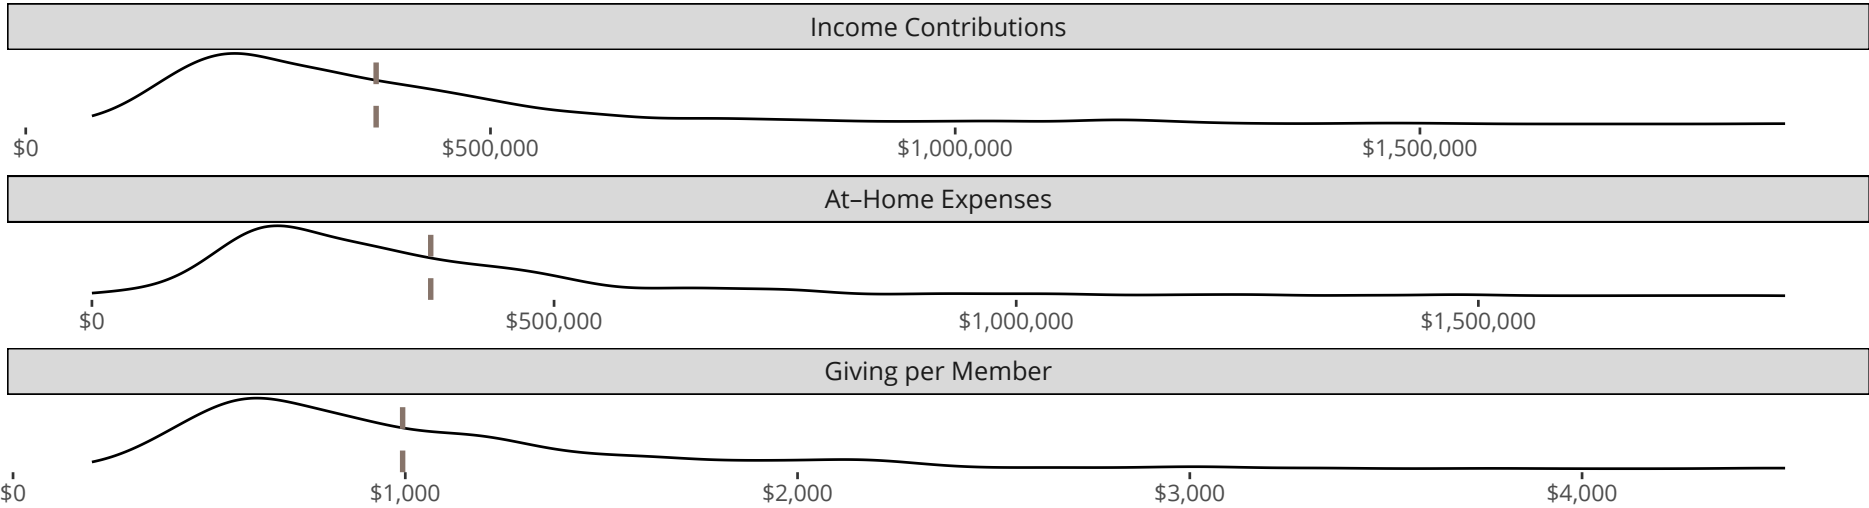 Income Contributions
$0 $500,000 $1,000,000 $1,500,000
At–Home Expenses
$0 $500,000 $1,000,000 $1,500,000
Giving per Member
$0 $1,000 $2,000 $3,000 $4,000